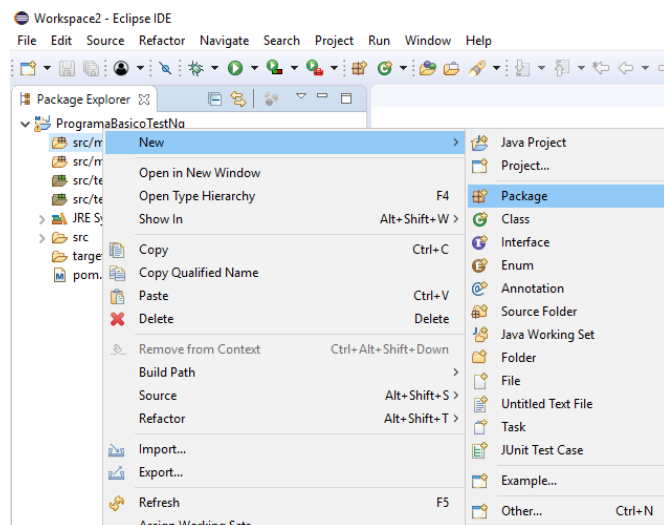 Workspace2 - Eclipse IDE
File Edit Source Refactor Navigate Search Project Run Window Help
Package Explorer
ProgramaBasicoTestNg
src/m
src/m
src/te
src/te
JRE Sy
src
targe
pom.
New
Open in New Window
Open Type Hierarchy F4
Show In Alt+Shift+W >
Copy Ctrl+C
Copy Qualified Name
Paste Ctrl+V
Delete Delete
Remove from Context Ctrl+Alt+Shift+Down
Build Path
Source Alt+Shift+S >
Refactor Alt+Shift+T >
Import...
Export...
Refresh F5
Assign Working Sets
Java Project
Project...
Package
Class
Interface
Enum
Annotation
Source Folder
Java Working Set
Folder
File
Untitled Text File
Task
JUnit Test Case
Example...
Other... Ctrl+N